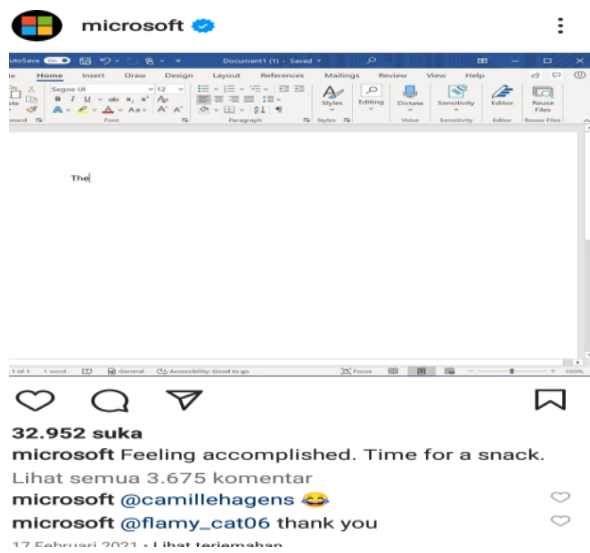 microsoft
utoSave On Document1 (1) - Saved
Home Insert Draw Design Layout References Mailings Review View Help
Segoe UI 12
Styles Editing Dictate Sensitivity Editor Reuse Files
Font Paragraph Styles Voice Sensitivity Editor Reuse Files
The
1 of 1 1 word General Accessibility: Good to go Focus 100%
32.952 suka
microsoft Feeling accomplished. Time for a snack.
Lihat semua 3.675 komentar
microsoft @camillehagens 😂
microsoft @flamy_cat06 thank you
17 Februari 2021 • Lihat terjemahan